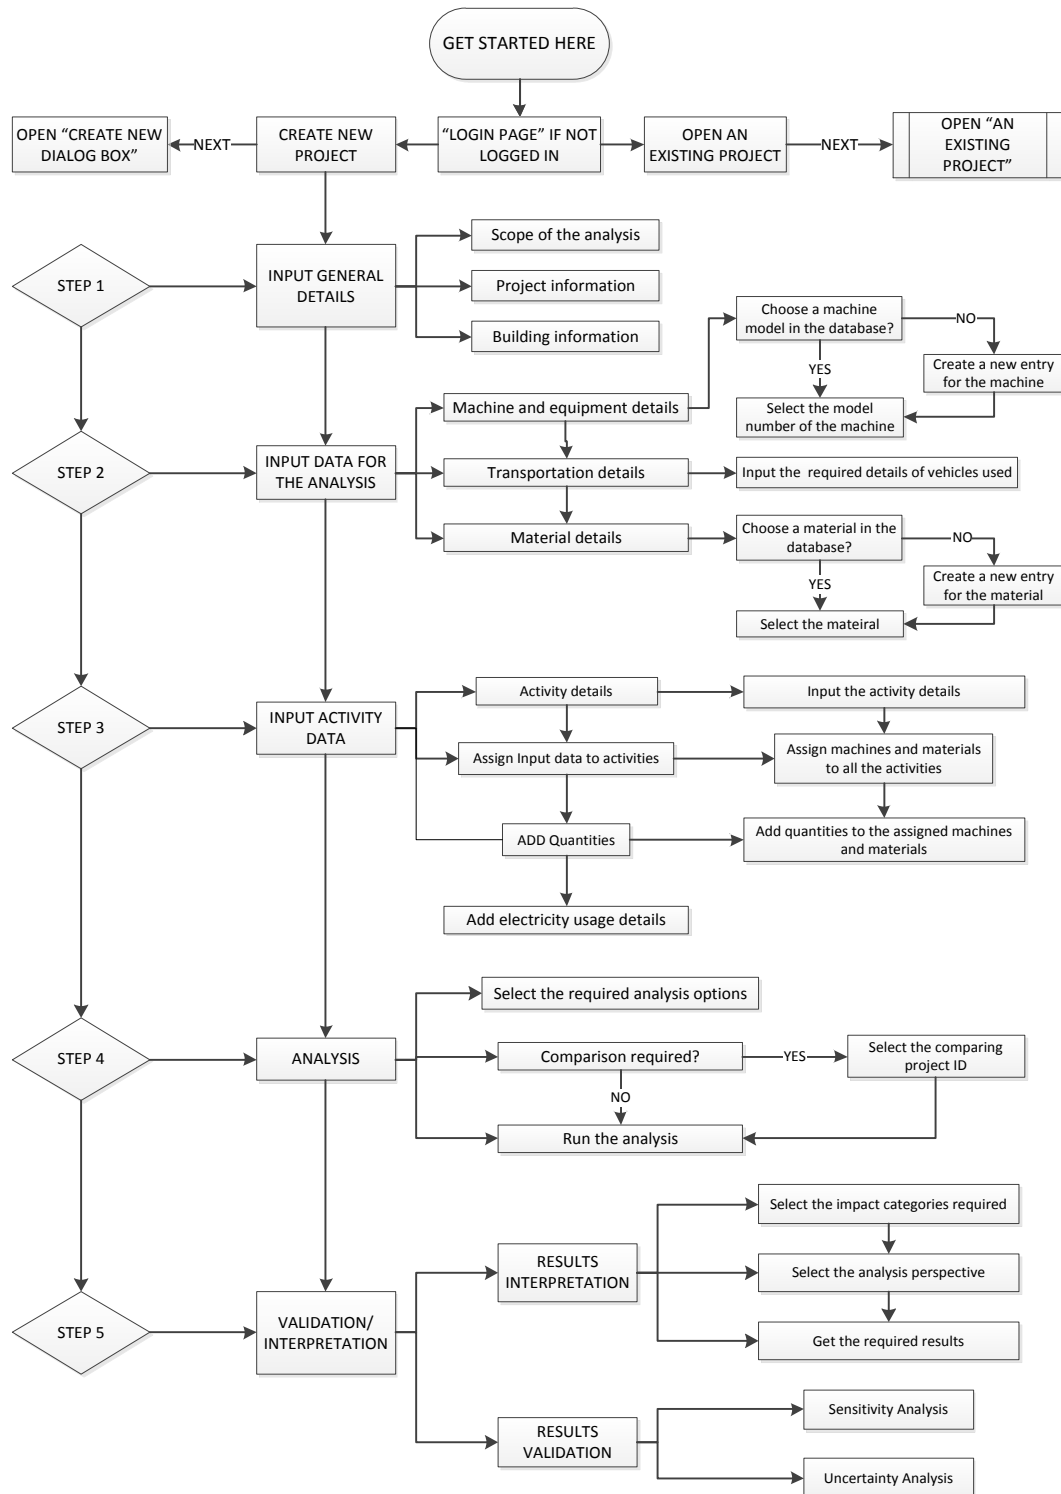 GET STARTED HERE
OPEN “CREATE NEW
DIALOG BOX”
NEXT
CREATE NEW
PROJECT
“LOGIN PAGE” IF NOT
LOGGED IN
OPEN AN
EXISTING PROJECT
NEXT
OPEN “AN
EXISTING
PROJECT”
STEP 1
INPUT GENERAL
DETAILS
Scope of the analysis
Project information
Building information
Choose a machine
model in the database?
NO
YES
Create a new entry
for the machine
Select the model
number of the machine
STEP 2
INPUT DATA FOR
THE ANALYSIS
Machine and equipment details
Transportation details
Input the  required details of vehicles used
Material details
Choose a material in the
database?
NO
YES
Create a new entry
for the material
Select the mateiral
STEP 3
INPUT ACTIVITY
DATA
Activity details
Input the activity details
Assign Input data to activities
Assign machines and materials
to all the activities
ADD Quantities
Add quantities to the assigned machines
and materials
Add electricity usage details
STEP 4
ANALYSIS
Select the required analysis options
Comparison required?
YES
Select the comparing
project ID
NO
Run the analysis
STEP 5
VALIDATION/
INTERPRETATION
RESULTS
INTERPRETATION
Select the impact categories required
Select the analysis perspective
Get the required results
RESULTS
VALIDATION
Sensitivity Analysis
Uncertainty Analysis